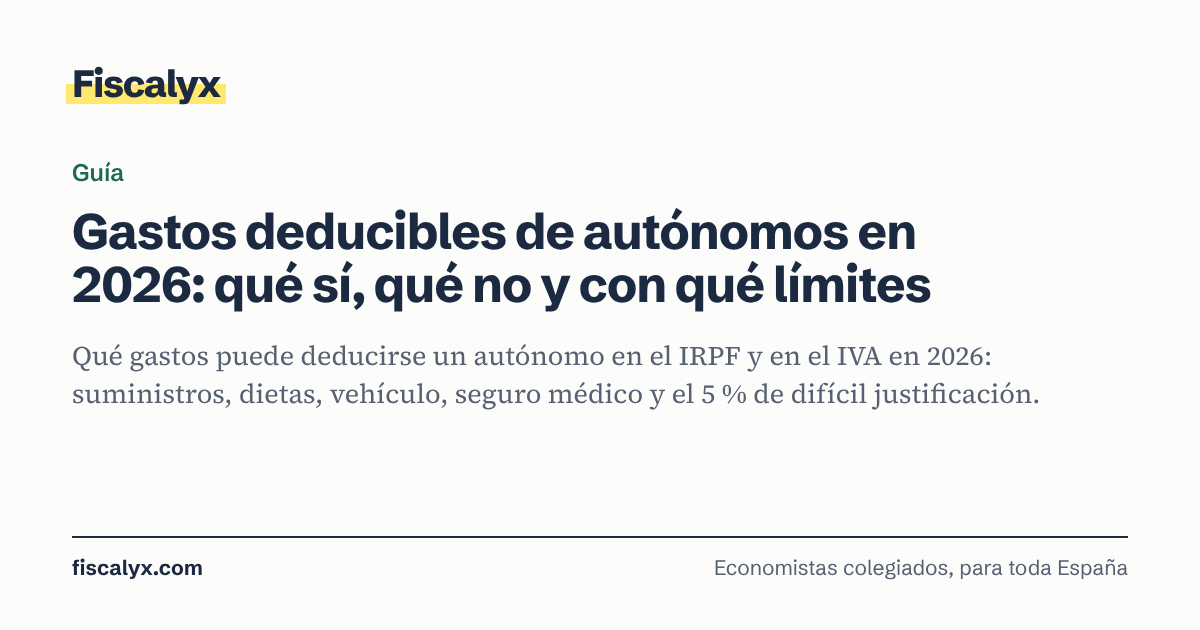 Fiscalyx
Guía
Gastos deducibles de autónomos en
2026: qué sí, qué no y con qué límites
Qué gastos puede deducirse un autónomo en el IRPF y en el IVA en 2026:
suministros, dietas, vehículo, seguro médico y el 5 % de difícil justificación.
fiscalyx.com
Economistas colegiados, para toda España